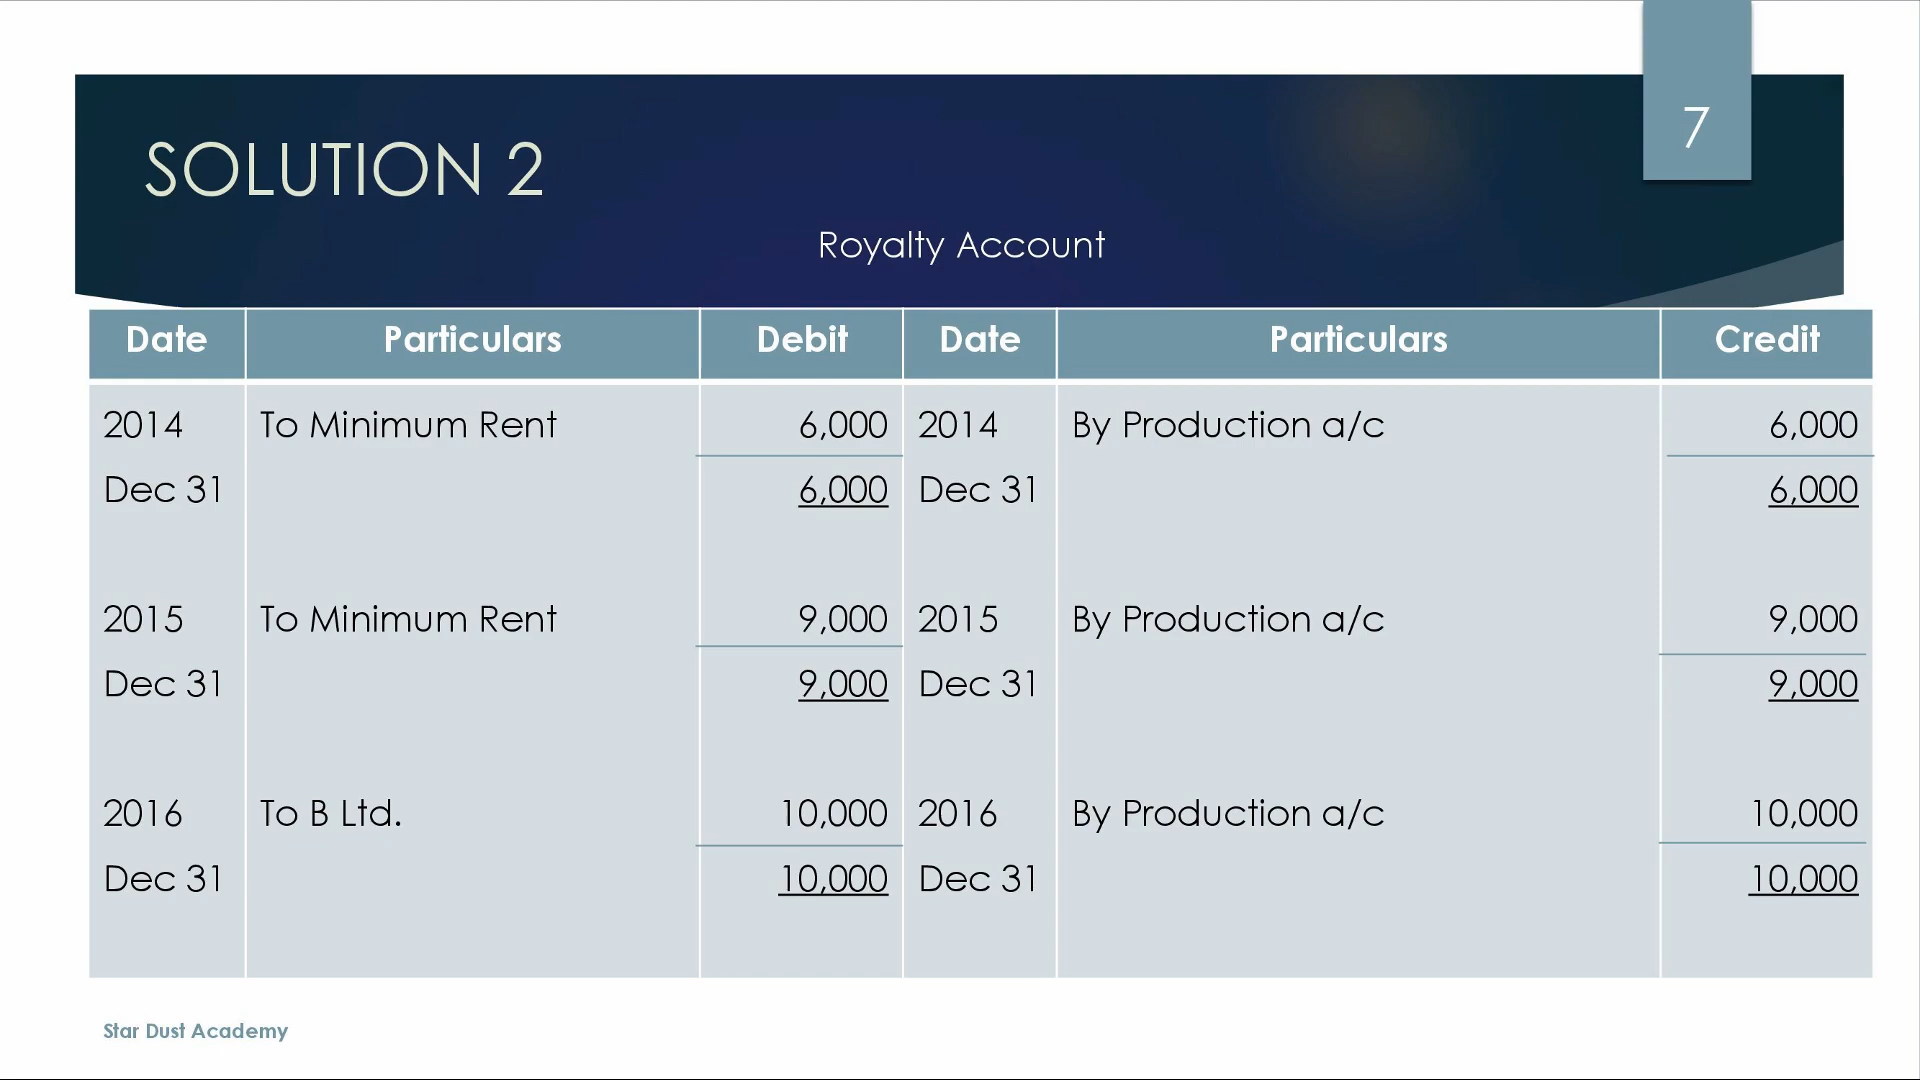 7
SOLUTION 2
Royalty Account
Date Particulars Debit Date Particulars Credit
2014 To Minimum Rent 6,000 2014 By Production a/c 6,000
Dec 31 6,000 Dec 31 6,000
2015 To Minimum Rent 9,000 2015 By Production a/c 9,000
Dec 31 9,000 Dec 31 9,000
2016 To B Ltd. 10,000 2016 By Production a/c 10,000
Dec 31 10,000 Dec 31 10,000
Star Dust Academy